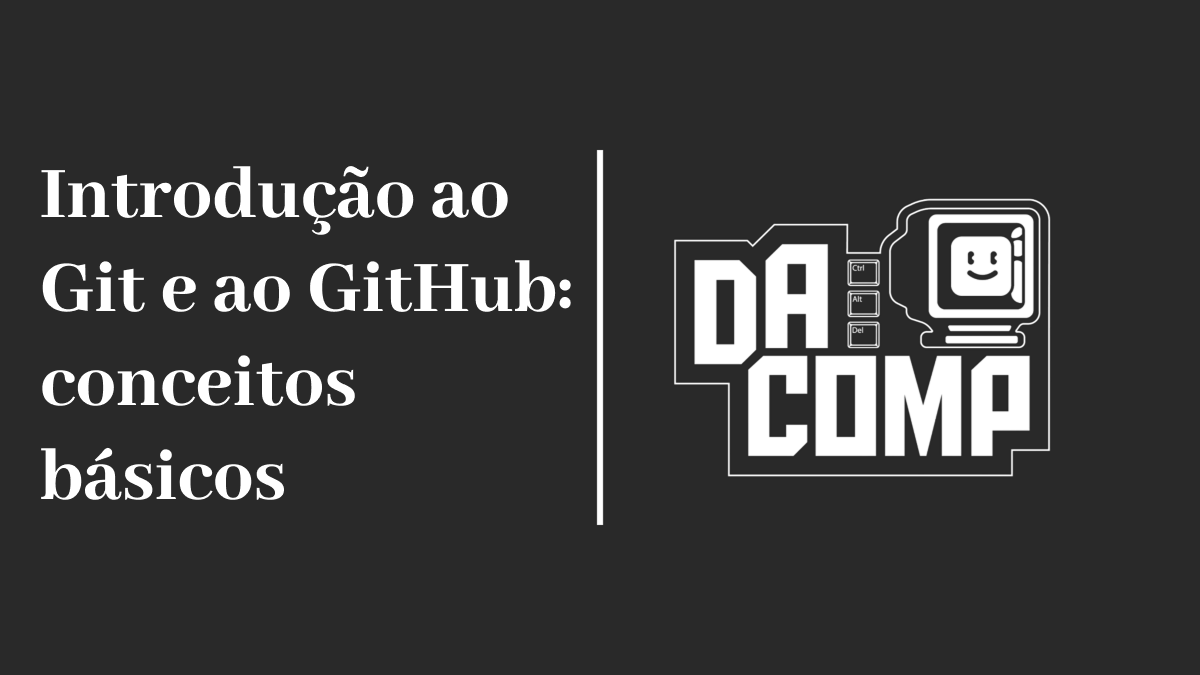 Introdução ao
Git e ao GitHub:
conceitos
básicos
DA
Ctrl
Alt
Del
COMP